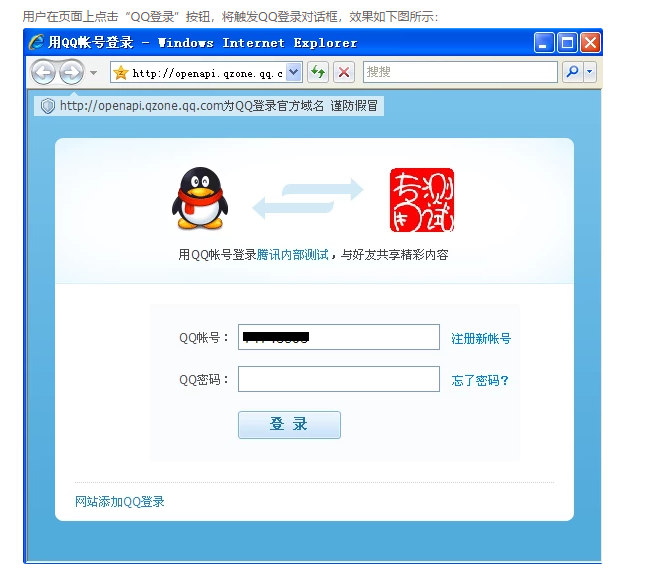 用户在页面上点击“QQ登录”按钮，将触发QQ登录对话框，效果如下图所示：
用QQ帐号登录 - Windows Internet Explorer
http://openapi.qzone.qq.c
搜搜
http://openapi.qzone.qq.com为QQ登录官方域名 谨防假冒
专用测试
用QQ帐号登录腾讯内部测试，与好友共享精彩内容
QQ帐号：
注册新帐号
QQ密码：
忘了密码？
登 录
网站添加QQ登录